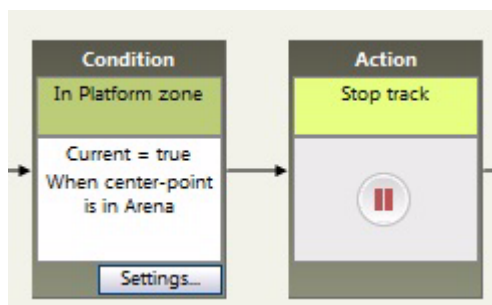 Condition
In Platform zone
Current = true
When center-point
is in Arena
Settings...
Action
Stop track